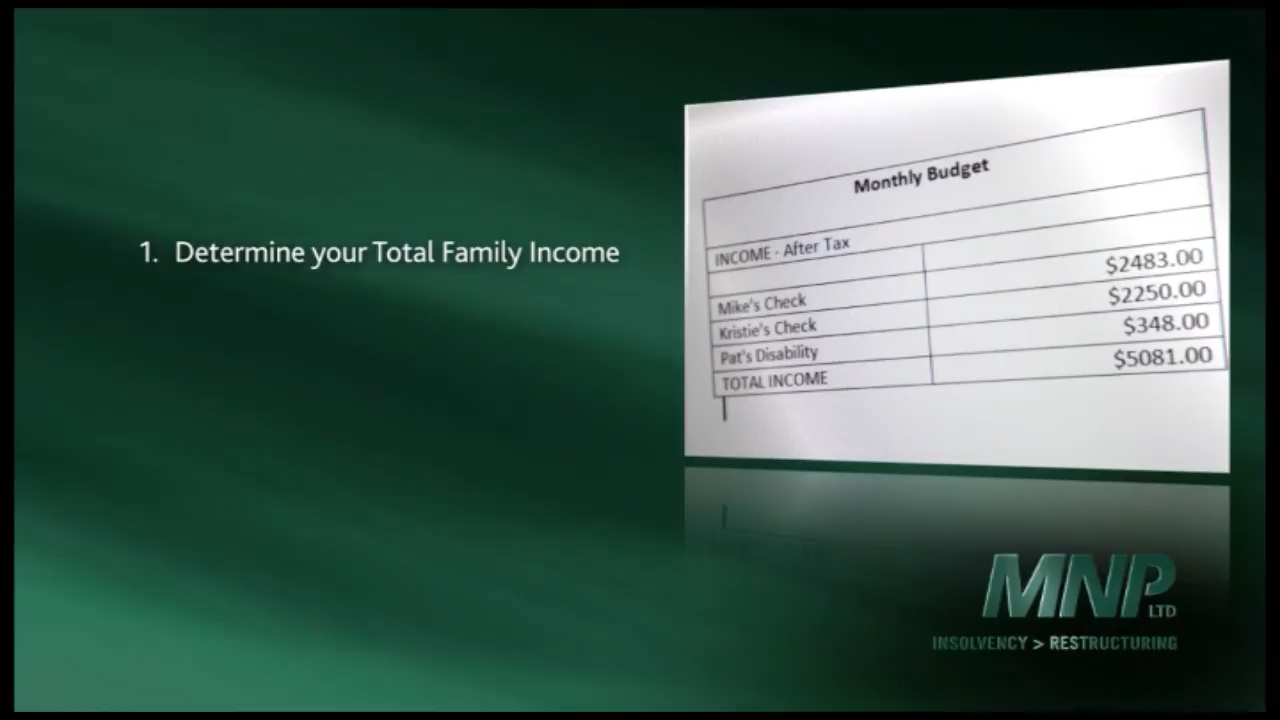 1. Determine your Total Family Income
Monthly Budget
INCOME - After Tax
Mike's Check $2483.00
Kristie's Check $2250.00
Pat's Disability $348.00
TOTAL INCOME $5081.00
MNP
LTD
INSOLVENCY > RESTRUCTURING